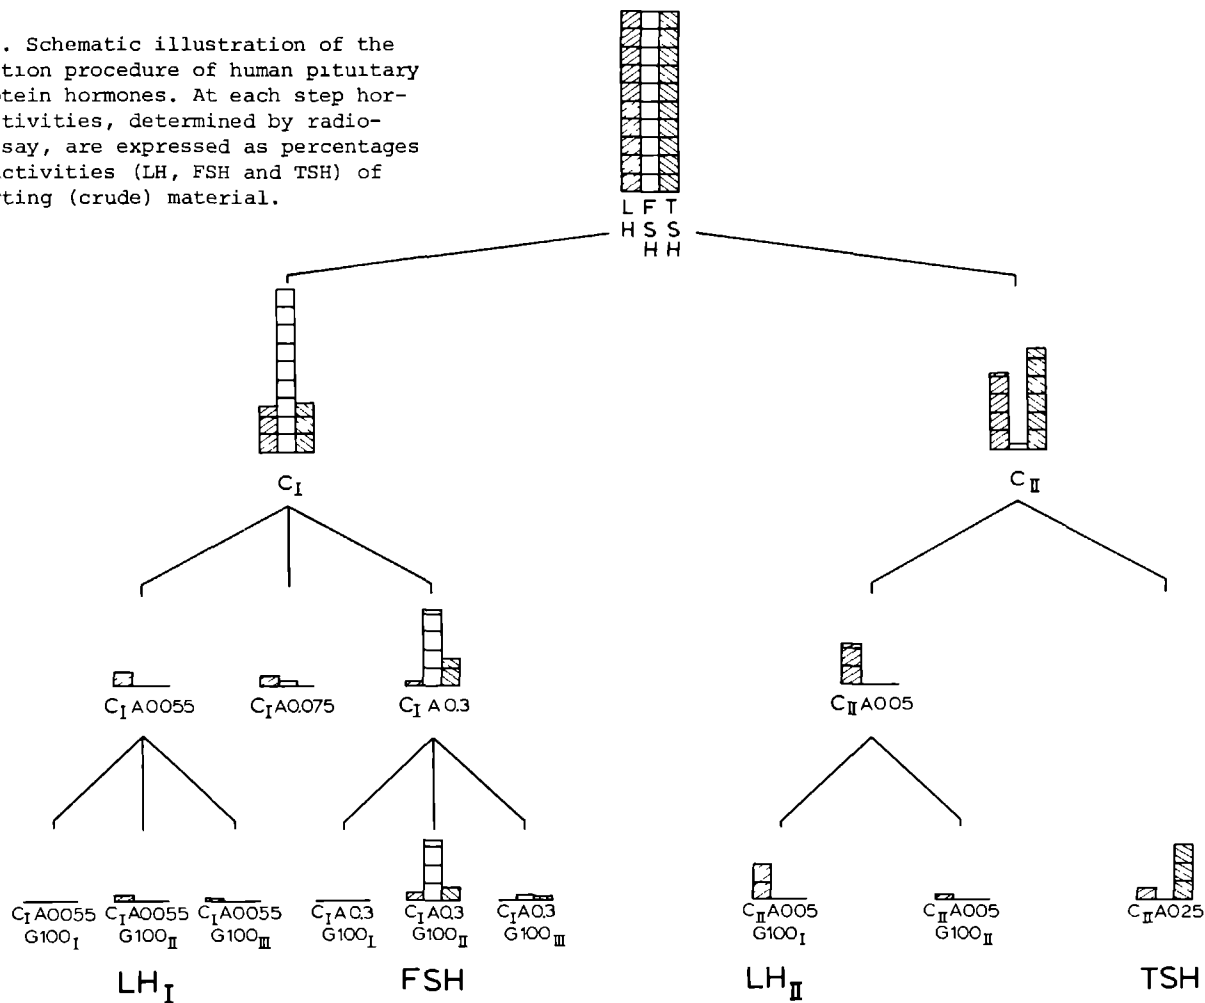 . Schematic illustration of the
tion procedure of human pituitary
tein hormones. At each step hor-
tivities, determined by radio-
say, are expressed as percentages
ctivities (LH, FSH and TSH) of
rting (crude) material.
L F T
H S S
H H
C_I
C_II
C_I A0055
C_I A0.075
C_I A0.3
C_II A005
C_I A0055 C_I A0055 C_I A0055 C_I A0.3 C_I A0.3 C_I A0.3 C_II A005 C_II A005 C_II A025
G100_I G100_II G100_III G100_I G100_II G100_III G100_I G100_II
LH_I FSH LH_II TSH